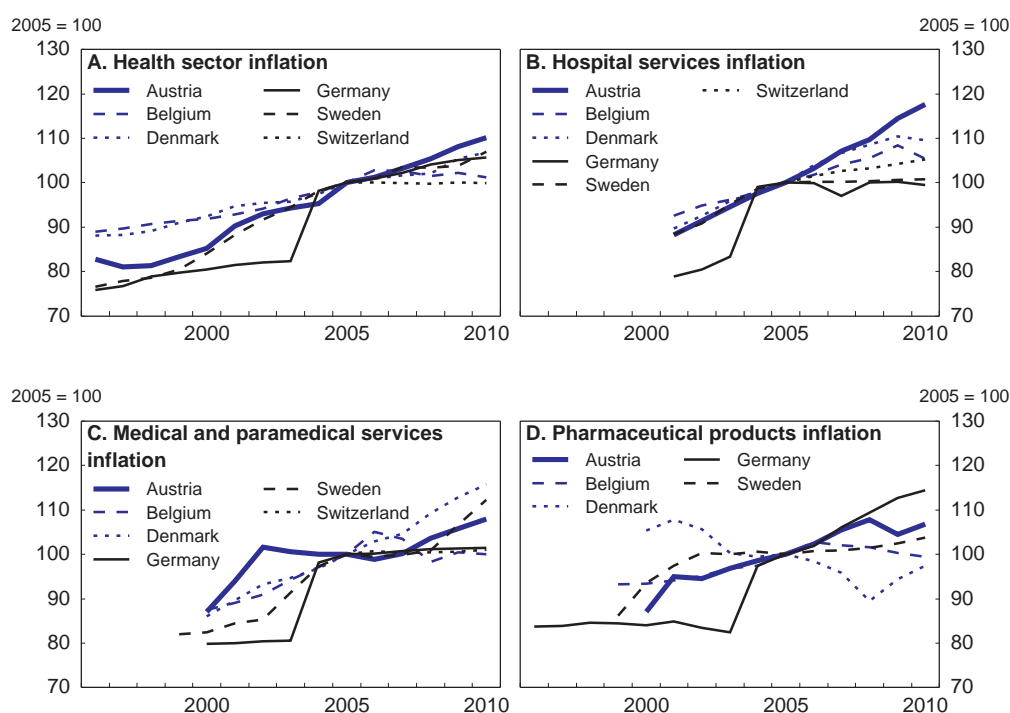 2005 = 100
2005 = 100
130
130
A. Health sector inflation
B. Hospital services inflation
Austria
Germany
Belgium
Sweden
Denmark
Switzerland
Austria
Switzerland
Belgium
Denmark
Germany
Sweden
120
110
100
90
80
70
120
110
100
90
80
70
2000
2005
2010
2000
2005
2010
2005 = 100
2005 = 100
130
130
C. Medical and paramedical services
inflation
D. Pharmaceutical products inflation
Austria
Sweden
Belgium
Switzerland
Denmark
Germany
Austria
Germany
Belgium
Sweden
Denmark
120
110
100
90
80
70
120
110
100
90
80
70
2000
2005
2010
2000
2005
2010